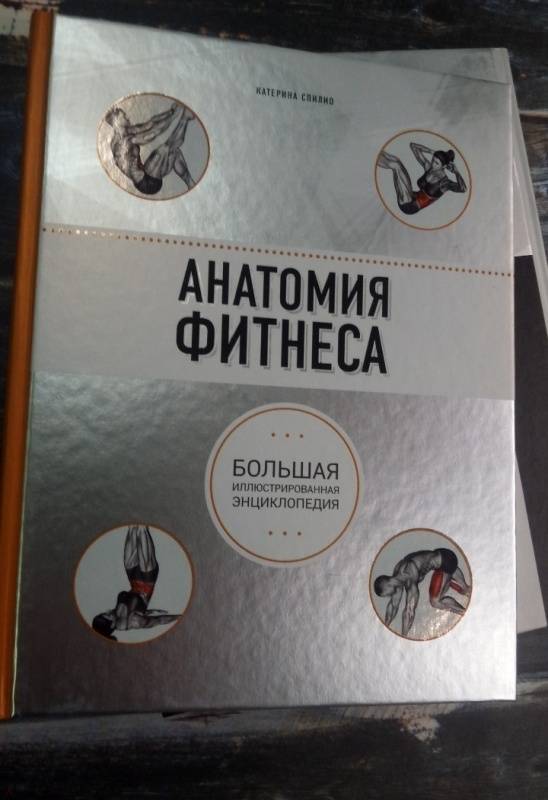 КАТЕРИНА СПИЛИО
АНАТОМИЯ
ФИТНЕСА
БОЛЬШАЯ
ИЛЛЮСТРИРОВАННАЯ
ЭНЦИКЛОПЕДИЯ